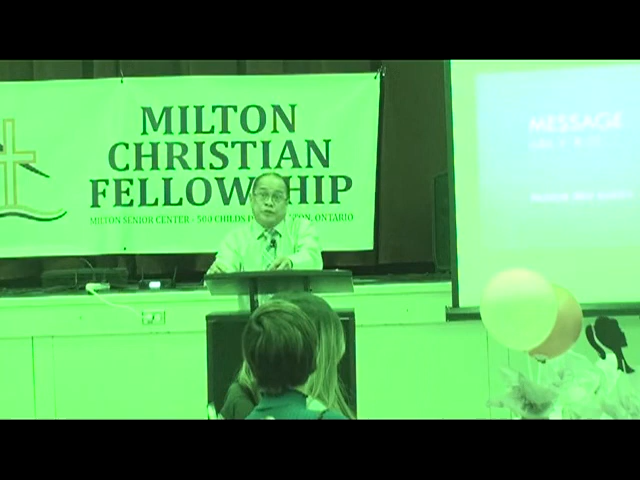 MILTON
CHRISTIAN
FELLOWSHIP
MILTON SENIOR CENTER - 500 CHILDS ONTARIO
MESSAGE